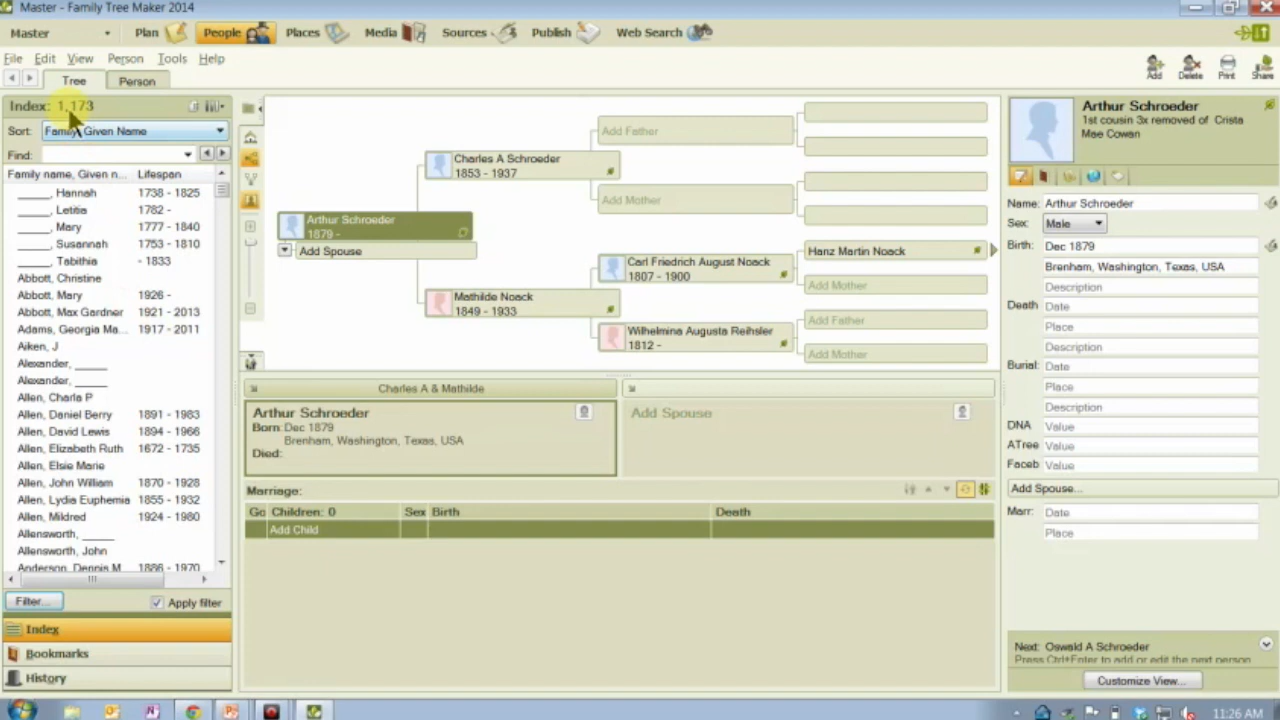 Master - Family Tree Maker 2014
Master Plan People Places Media Sources Publish Web Search
File Edit View Person Tools Help
Tree Person
Add Delete Print Share
Index: 1,173
Sort: Family, Given Name
Find:
Family name, Given n... Lifespan
_____, Hannah 1738 - 1825
_____, Letitia 1782 -
_____, Mary 1777 - 1840
_____, Susannah 1753 - 1810
_____, Tabithia - 1833
Abbott, Christine
Abbott, Mary 1926 -
Abbott, Max Gardner 1921 - 2013
Adams, Georgia Ma... 1917 - 2011
Aiken, J
Alexander, _____
Alexander, _____
Allen, Charla P
Allen, Daniel Berry 1891 - 1983
Allen, David Lewis 1894 - 1966
Allen, Elizabeth Ruth 1672 - 1735
Allen, Elsie Marie
Allen, John William 1870 - 1928
Allen, Lydia Euphemia 1855 - 1932
Allen, Mildred 1924 - 1980
Allensworth, _____
Allensworth, John
Anderson, Dennis M 1886 - 1970
Filter... Apply filter
Index
Bookmarks
History
Arthur Schroeder
1879 -
Add Spouse
Charles A Schroeder
1853 - 1937
Mathilde Noack
1849 - 1933
Add Father
Add Mother
Carl Friedrich August Noack
1807 - 1900
Wilhelmina Augusta Reihsler
1812 -
Hanz Martin Noack
Add Mother
Add Father
Add Mother
Charles A & Mathilde
Arthur Schroeder
Born: Dec 1879
Brenham, Washington, Texas, USA
Died:
Add Spouse
Marriage:
Go Children: 0 Sex Birth Death
Add Child
Arthur Schroeder
1st cousin 3x removed of Crista
Mae Cowan
Name: Arthur Schroeder
Sex: Male
Birth: Dec 1879
Brenham, Washington, Texas, USA
Description
Death Date
Place
Description
Burial: Date
Place
Description
DNA Value
ATree Value
Faceb Value
Add Spouse...
Marr: Date
Place
Next: Oswald A Schroeder
Press Ctrl+Enter to add or edit the next person
Customize View...
11:26 AM